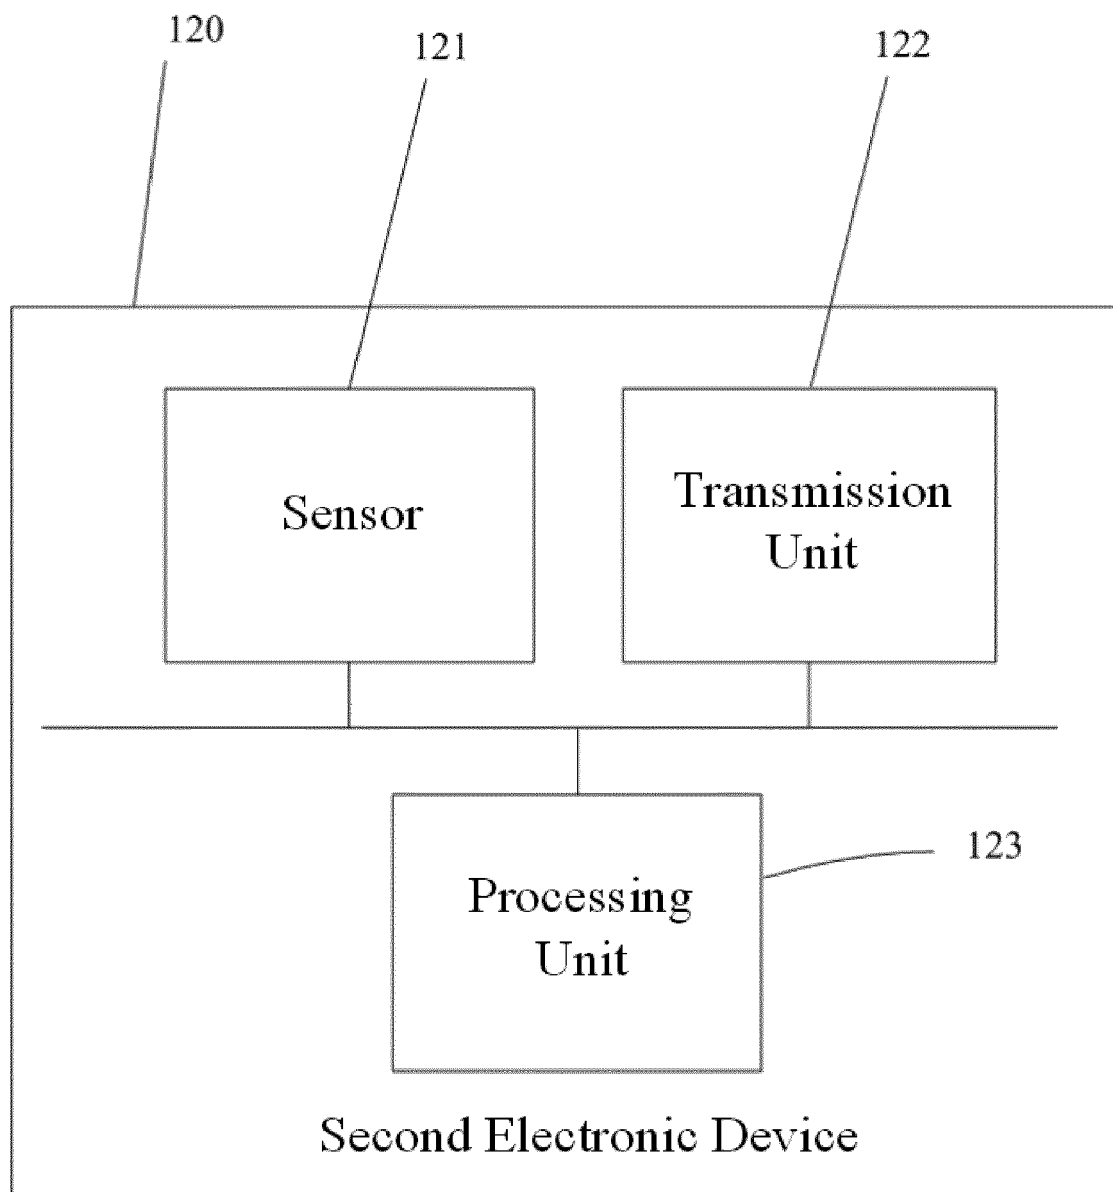 120
121
122
Sensor
Transmission
Unit
123
Processing
Unit
Second Electronic Device